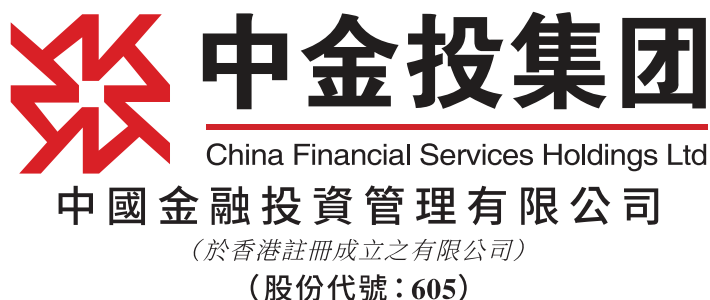 中金投集团
China Financial Services Holdings Ltd
中國金融投資管理有限公司
(於香港註冊成立之有限公司)
(股份代號：605)